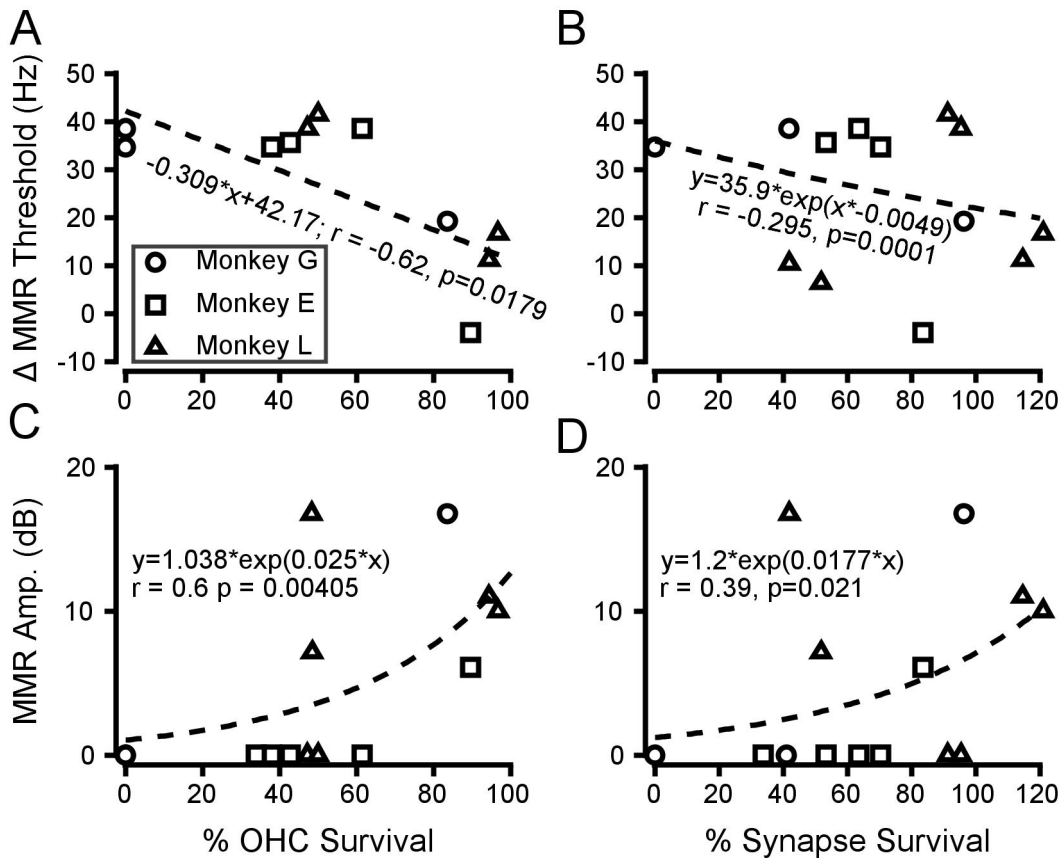 A
B
Δ MMR Threshold (Hz)
50
40
30
20
10
0
-10
-0.309*x+42.17; r = -0.62, p=0.0179
Monkey G
Monkey E
Monkey L
0 20 40 60 80 100
50
40
30
20
10
0
-10
y=35.9*exp(x*-0.0049)
r = -0.295, p=0.0001
0 20 40 60 80 100 120
C
D
MMR Amp. (dB)
20
10
0
y=1.038*exp(0.025*x)
r = 0.6 p = 0.00405
0 20 40 60 80 100
% OHC Survival
20
10
0
y=1.2*exp(0.0177*x)
r = 0.39, p=0.021
0 20 40 60 80 100 120
% Synapse Survival